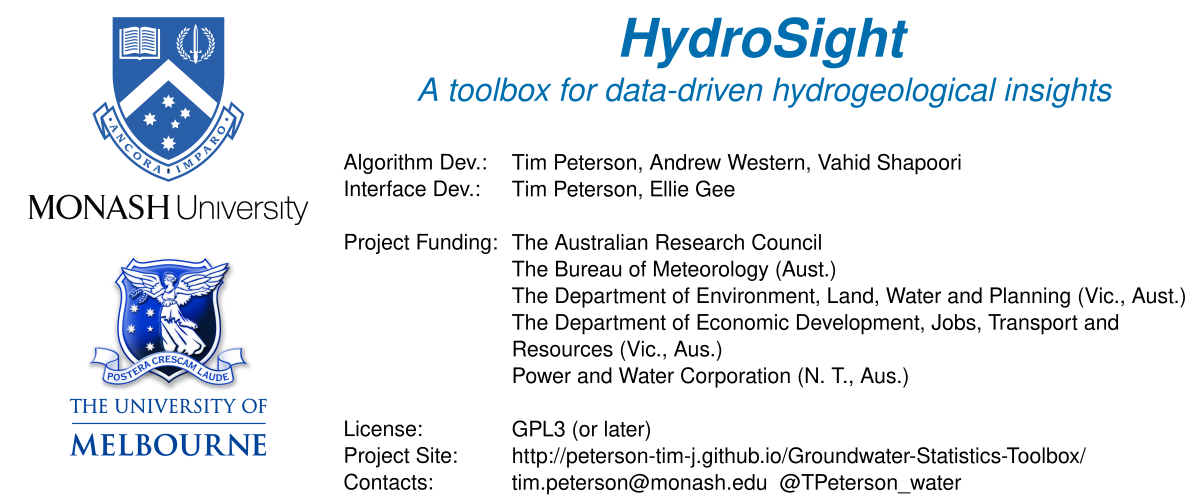 HydroSight
A toolbox for data-driven hydrogeological insights
ANCORA IMPARO
MONASH University
POSTERA CRESCAM LAUDE
THE UNIVERSITY OF
MELBOURNE
Algorithm Dev.: Tim Peterson, Andrew Western, Vahid Shapoori
Interface Dev.: Tim Peterson, Ellie Gee
Project Funding: The Australian Research Council
The Bureau of Meteorology (Aust.)
The Department of Environment, Land, Water and Planning (Vic., Aust.)
The Department of Economic Development, Jobs, Transport and
Resources (Vic., Aus.)
Power and Water Corporation (N. T., Aus.)
License: GPL3 (or later)
Project Site: http://peterson-tim-j.github.io/Groundwater-Statistics-Toolbox/
Contacts: tim.peterson@monash.edu @TPeterson_water